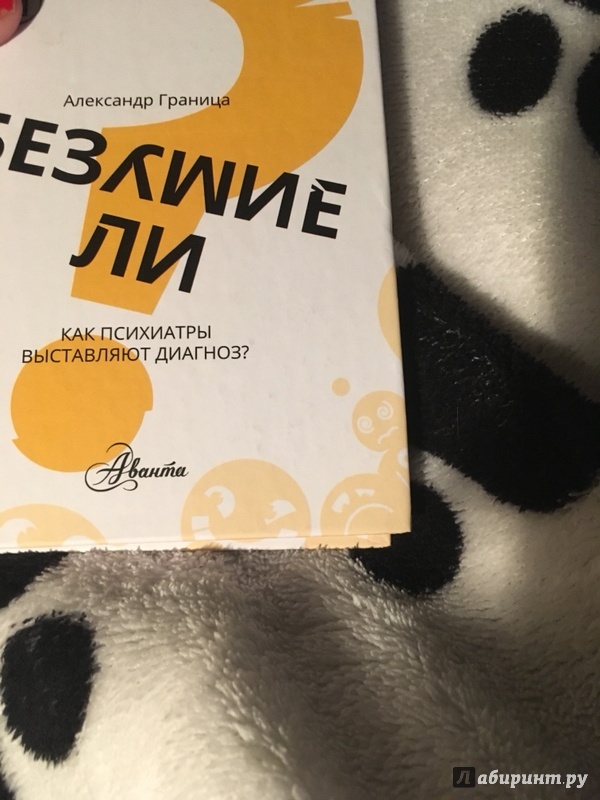 Александр Граница
БЕЗУМИЕ
ЛИ
КАК ПСИХИАТРЫ
ВЫСТАВЛЯЮТ ДИАГНОЗ?
Аванта
Лабиринт.ру